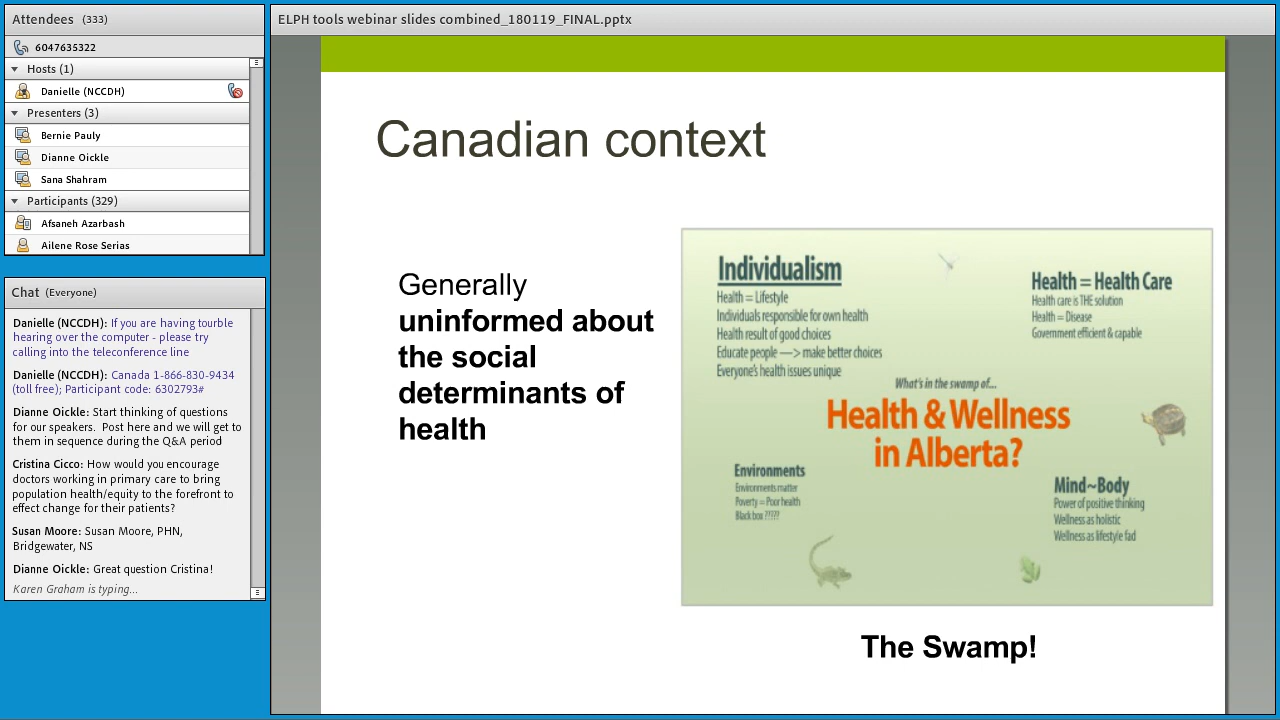 Attendees (333)
6047635322
Hosts (1)
Danielle (NCCDH)
Presenters (3)
Bernie Pauly
Dianne Oickle
Sana Shahram
Participants (329)
Afsaneh Azarbash
Ailene Rose Serias
Chat (Everyone)
Danielle (NCCDH): If you are having tourble
hearing over the computer - please try
calling into the teleconference line
Danielle (NCCDH): Canada 1-866-830-9434
(toll free); Participant code: 6302793#
Dianne Oickle: Start thinking of questions
for our speakers. Post here and we will get to
them in sequence during the Q&A period
Cristina Cicco: How would you encourage
doctors workin in primary care to bring
population health/equity to the forefront to
effect change for their patients?
Susan Moore: Susan Moore, PHN,
Bridgewater, NS
Dianne Oickle: Great question Cristina!
Karen Graham is typing...
ELPH tools webinar slides combined_180119_FINAL.pptx
Canadian context
Generally
uninformed about
the social
determinants of
health
Individualism
Health = Lifestyle
Individuals responsible for own health
Health result of good choices
Educate people —> make better choices
Everyone's health issues unique
Health = Health Care
Health care is THE solution
Health = Disease
Government efficient & capable
What's in the swamp of...
Health & Wellness
in Alberta?
Environments
Environments matter
Poverty = Poor health
Black box ?????
Mind~Body
Power of positive thinking
Wellness as holistic
Wellness as lifestyle fad
The Swamp!